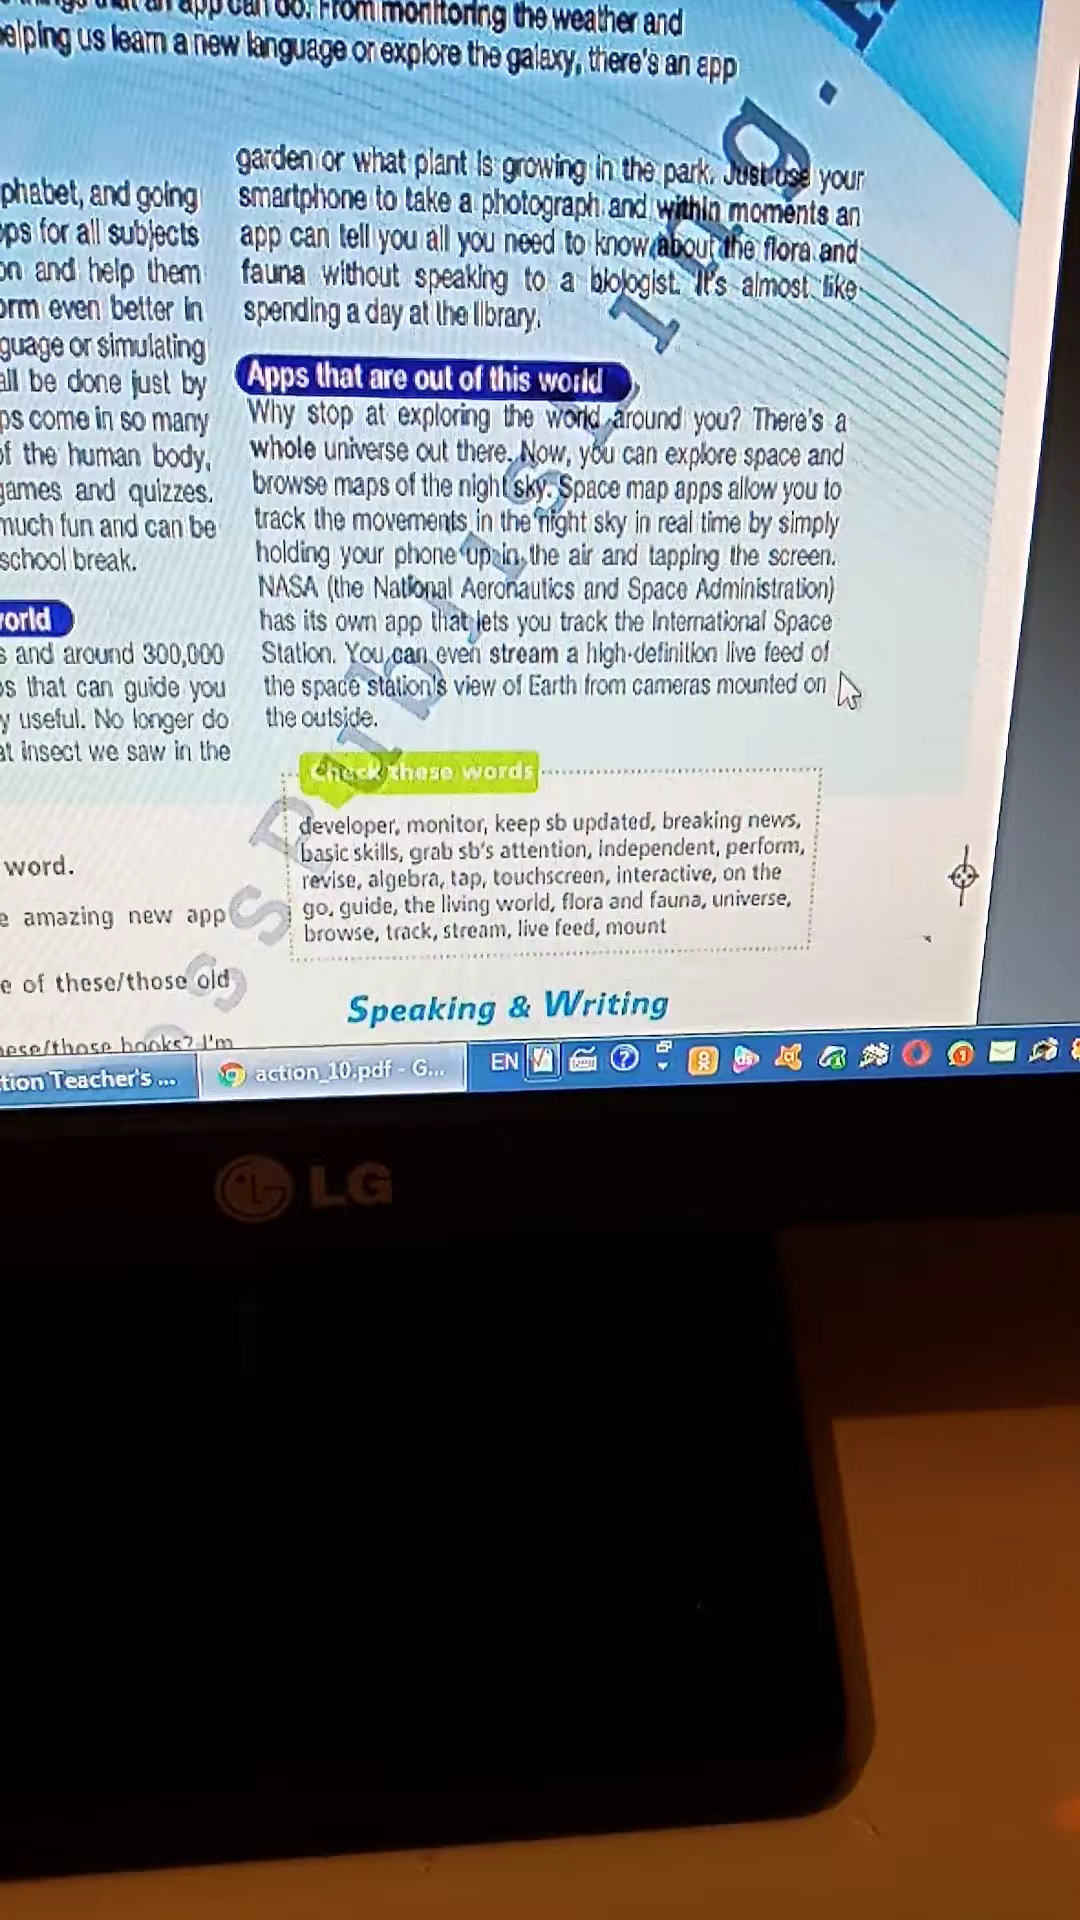 things that an app can do. From monitoring the weather and
helping us learn a new language or explore the galaxy, there's an app
phabet, and going
ps for all subjects
on and help them
orm even better in
guage or simulating
all be done just by
ps come in so many
of the human body,
games and quizzes.
much fun and can be
school break.
world
s and around 300,000
ps that can guide you
y useful. No longer do
at insect we saw in the
garden or what plant is growing in the park. Just use your
smartphone to take a photograph and within moments an
app can tell you all you need to know about the flora and
fauna without speaking to a biologist. It's almost like
spending a day at the library.
Apps that are out of this world
Why stop at exploring the world around you? There's a
whole universe out there. Now, you can explore space and
browse maps of the night sky. Space map apps allow you to
track the movements in the night sky in real time by simply
holding your phone up in the air and tapping the screen.
NASA (the National Aeronautics and Space Administration)
has its own app that lets you track the International Space
Station. You can even stream a high-definition live feed of
the space station's view of Earth from cameras mounted on
the outside.
Check these words
developer, monitor, keep sb updated, breaking news,
basic skills, grab sb's attention, independent, perform,
revise, algebra, tap, touchscreen, interactive, on the
go, guide, the living world, flora and fauna, universe,
browse, track, stream, live feed, mount
word.
e amazing new app
e of these/those old
hese/those books? I'm
Speaking & Writing
tion Teacher's ...
action_10.pdf - G...
EN
LG